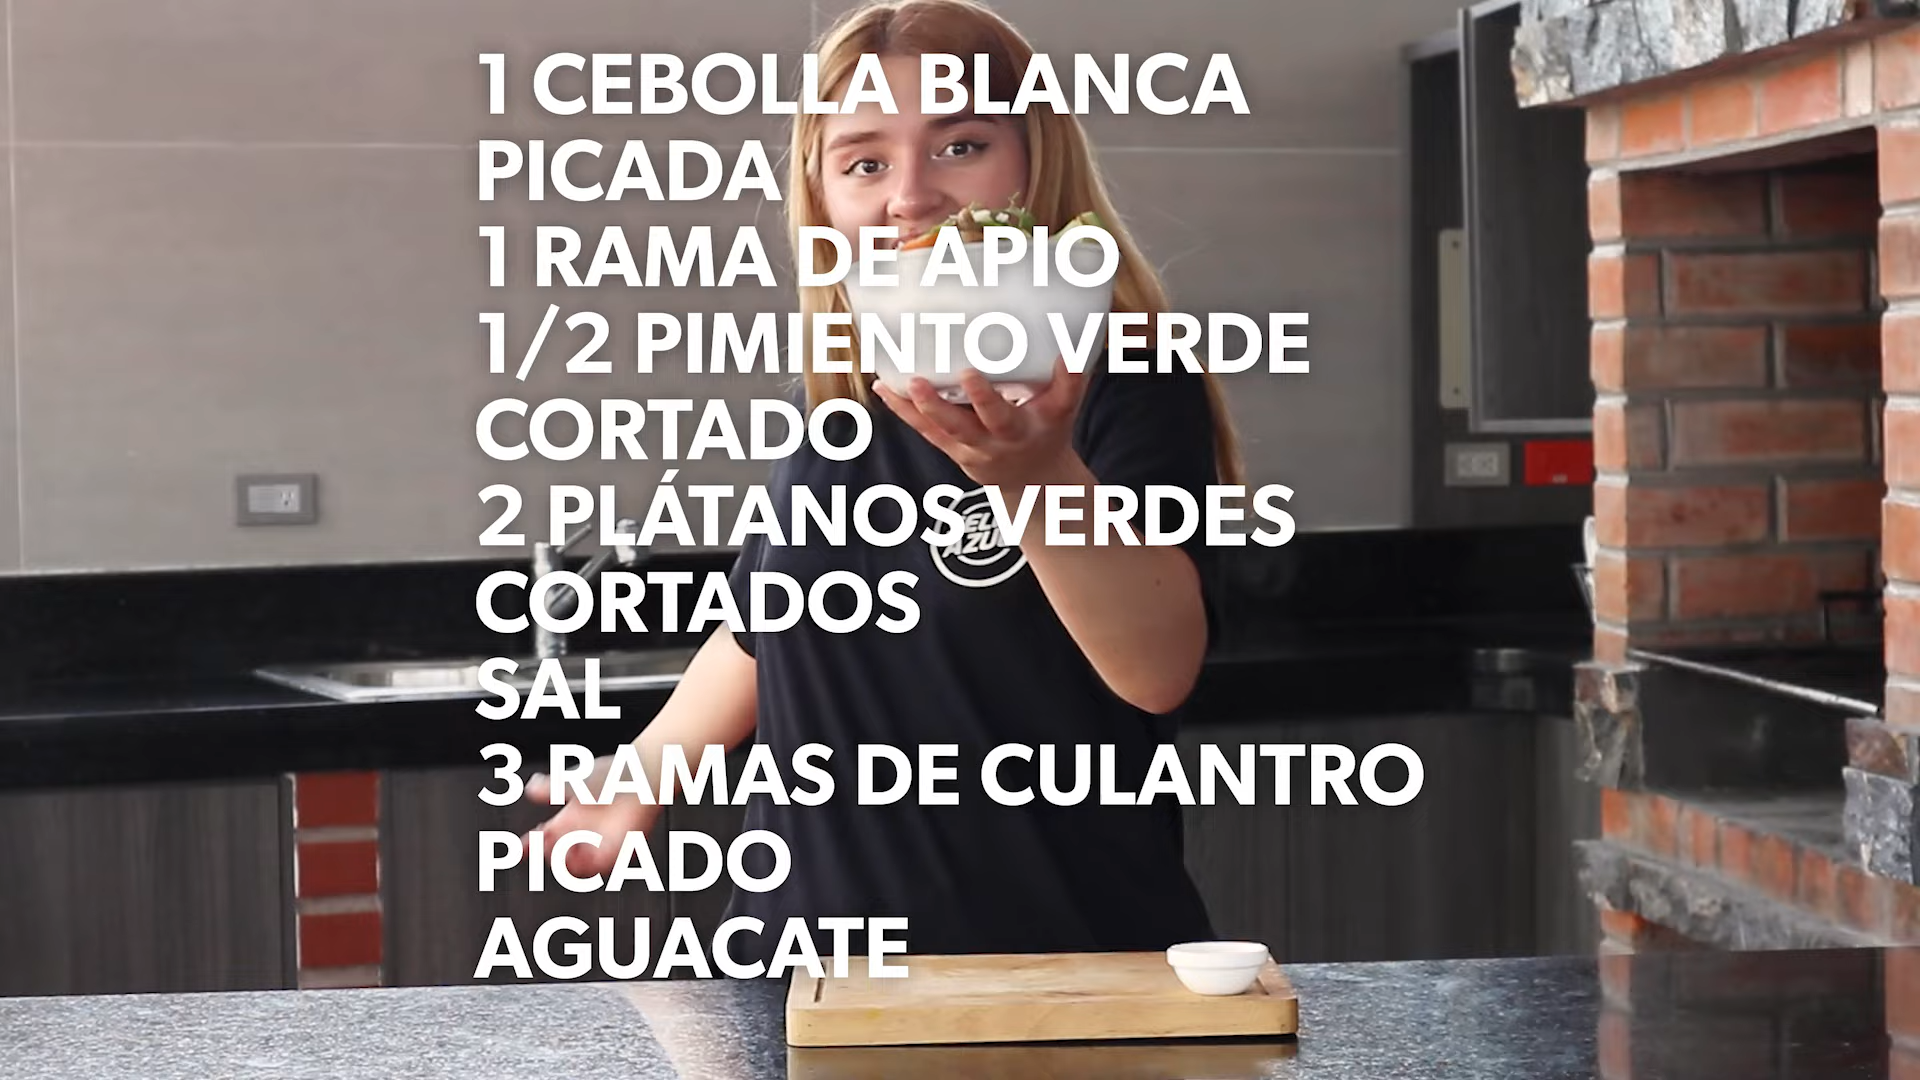 1 CEBOLLA BLANCA
PICADA
1 RAMA DE APIO
1/2 PIMIENTO VERDE
CORTADO
2 PLÁTANOS VERDES
CORTADOS
SAL
3 RAMAS DE CULANTRO
PICADO
AGUACATE